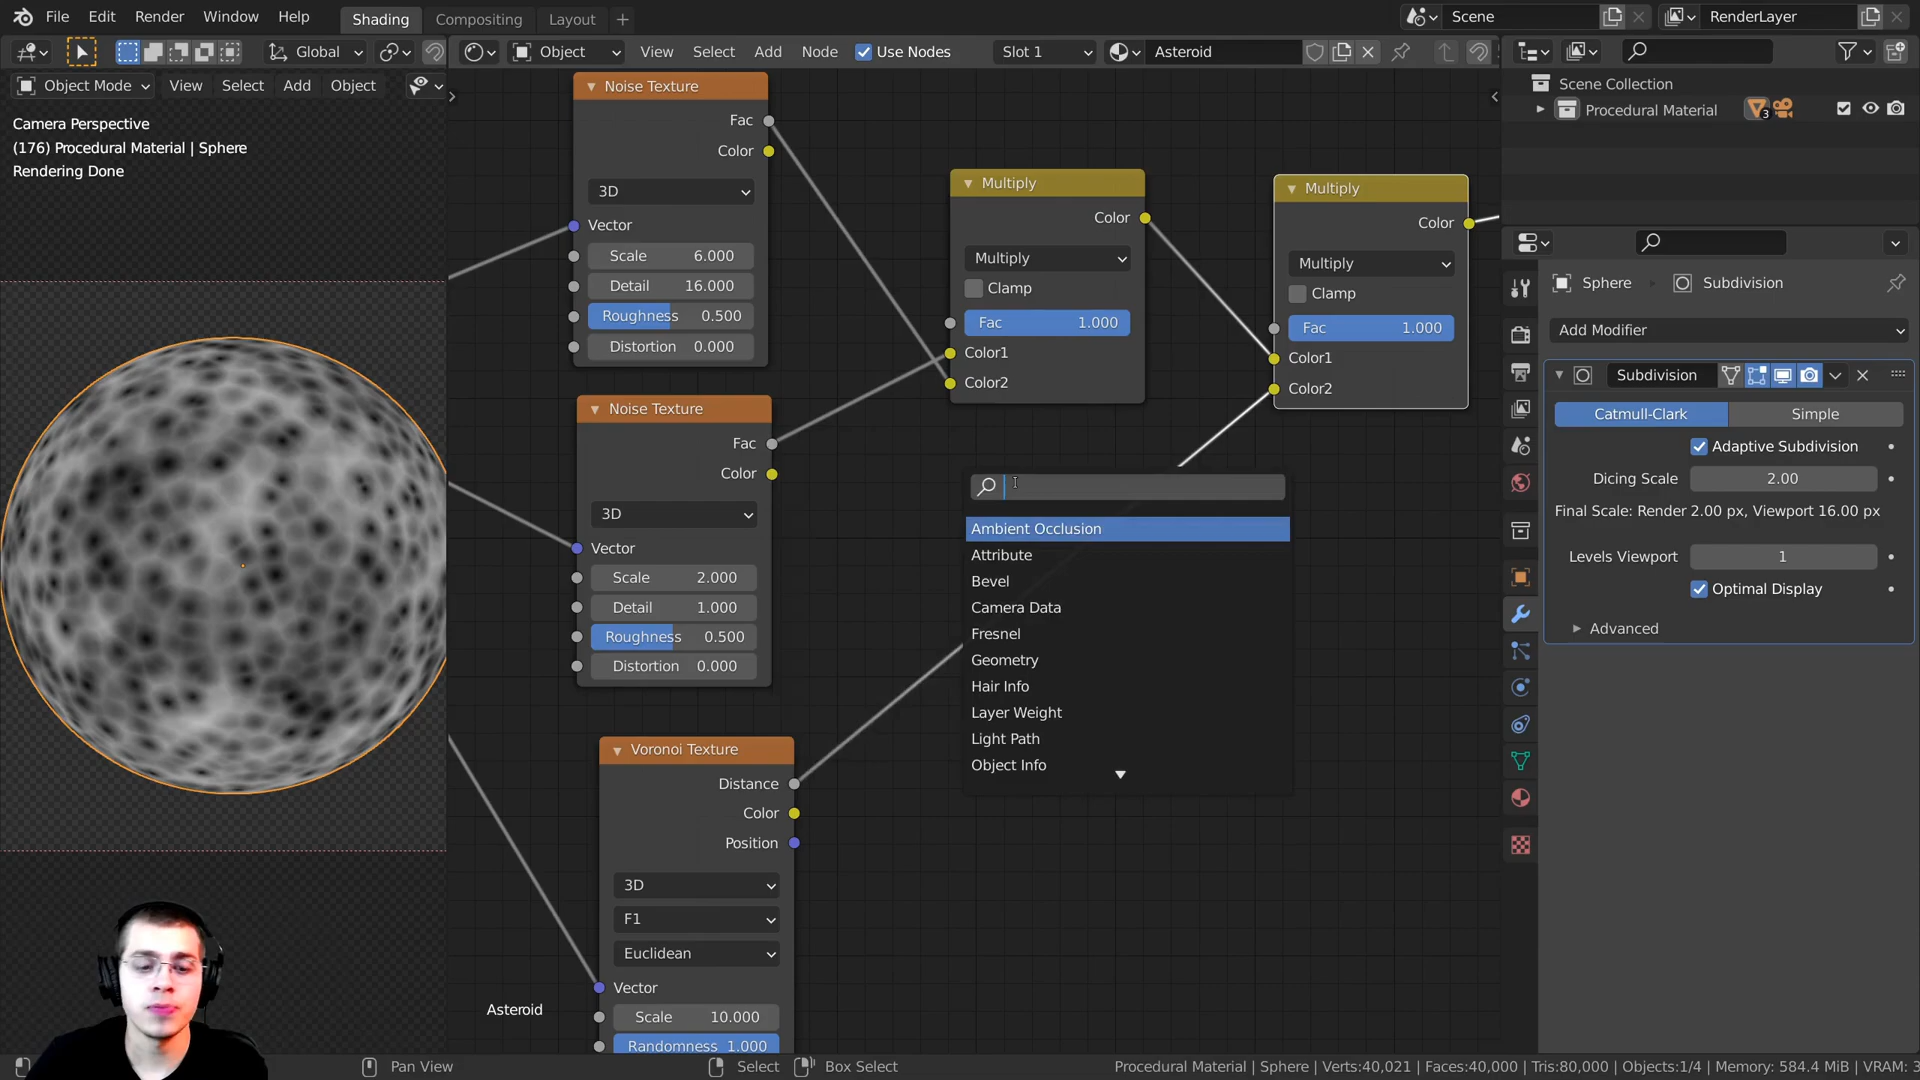 File Edit Render Window Help Shading Compositing Layout Scene RenderLayer
Global Object View Select Add Node Use Nodes Slot 1 Asteroid
Object Mode View Select Add Object
Camera Perspective
(176) Procedural Material | Sphere
Rendering Done
Noise Texture
Fac
Color
3D
Vector
Scale 6.000
Detail 16.000
Roughness 0.500
Distortion 0.000
Noise Texture
Fac
Color
3D
Vector
Scale 2.000
Detail 1.000
Roughness 0.500
Distortion 0.000
Voronoi Texture
Distance
Color
Position
3D
F1
Euclidean
Vector
Scale 10.000
Randomness 1.000
Asteroid
Multiply
Color
Multiply
Clamp
Fac 1.000
Color1
Color2
Multiply
Color
Multiply
Clamp
Fac 1.000
Color1
Color2
Ambient Occlusion
Attribute
Bevel
Camera Data
Fresnel
Geometry
Hair Info
Layer Weight
Light Path
Object Info
Scene Collection
Procedural Material 3
Sphere Subdivision
Add Modifier
Subdivision
Catmull-Clark Simple
Adaptive Subdivision
Dicing Scale 2.00
Final Scale: Render 2.00 px, Viewport 16.00 px
Levels Viewport 1
Optimal Display
Advanced
Pan View Select Box Select Procedural Material | Sphere | Verts:40,021 | Faces:40,000 | Tris:80,000 | Objects:1/4 | Memory: 584.4 MiB | VRAM: 3